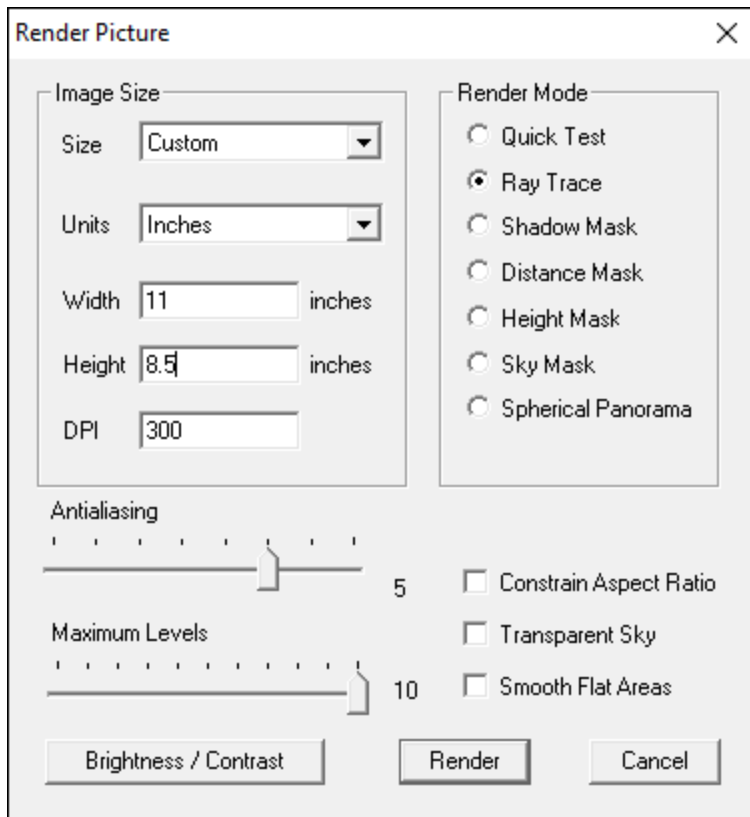 Render Picture
Image Size
Size Custom
Units Inches
Width 11 inches
Height 8.5 inches
DPI 300
Render Mode
Quick Test
Ray Trace
Shadow Mask
Distance Mask
Height Mask
Sky Mask
Spherical Panorama
Antialiasing
5
Maximum Levels
10
Constrain Aspect Ratio
Transparent Sky
Smooth Flat Areas
Brightness / Contrast
Render
Cancel